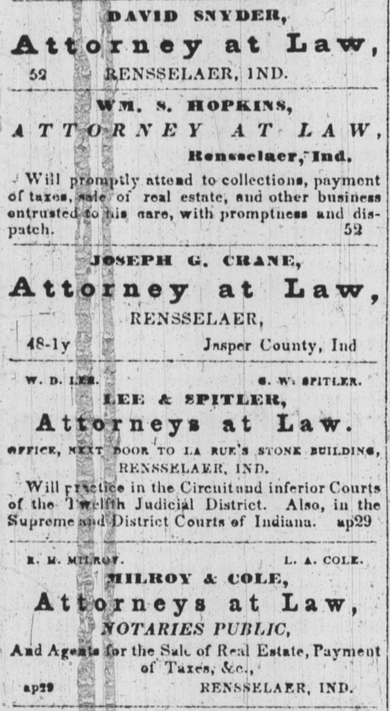 DAVID SNYDER,
Attorney at Law,
52 RENSSELAER, IND.
WM. S. HOPKINS,
ATTORNEY AT LAW,
Rensselaer, Ind.
Will promptly attend to collections, payment
of taxes, sale of real estate, and other business
entrusted to his care, with promptness and dis-
patch. 52
JOSEPH G. CRANE,
Attorney at Law,
RENSSELAER,
48-1y Jasper County, Ind
W. D. LEE. G. W. SPITLER.
LEE & SPITLER,
Attorneys at Law.
OFFICE, NEXT DOOR TO LA RUE'S STONE BUILDING,
RENSSELAER, IND.
Will practice in the Circuit and inferior Courts
of the Twelfth Judicial District. Also, in the
Supreme and District Courts of Indiana. ap29
R. M. MILROY. L. A. COLE.
MILROY & COLE,
Attorneys at Law,
NOTARIES PUBLIC,
And Agents for the Sale of Real Estate, Payment
of Taxes, &c.,
ap29 RENSSELAER, IND.